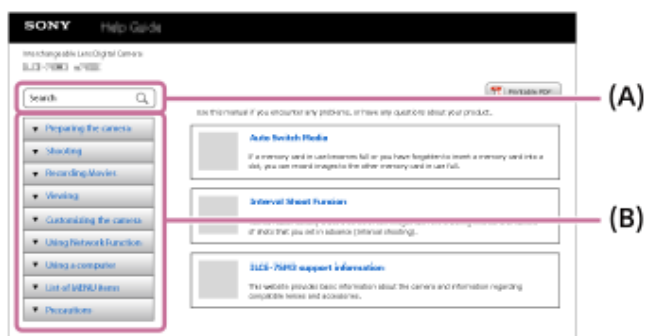 SONY Help Guide
Interchangeable Lens Digital Camera
Search
(A)
Printable PDF
Use this manual if you encounter any problems, or have any questions about your product.
Preparing the camera
Shooting
Recording Movies
Viewing
Customizing the camera
Using Network Function
Using a computer
List of MENU items
Precautions
(B)
Auto Switch Media
If a memory card in use becomes full or you have forgotten to insert a memory card into a
slot, you can record images to the other memory card in use full.
Interval Shoot Funsion
of shots that you set in advance (Interval shooting).
ILCE-7SM3 support information
This website provides basic information about the camera and information regarding
compatible lenses and accessories.